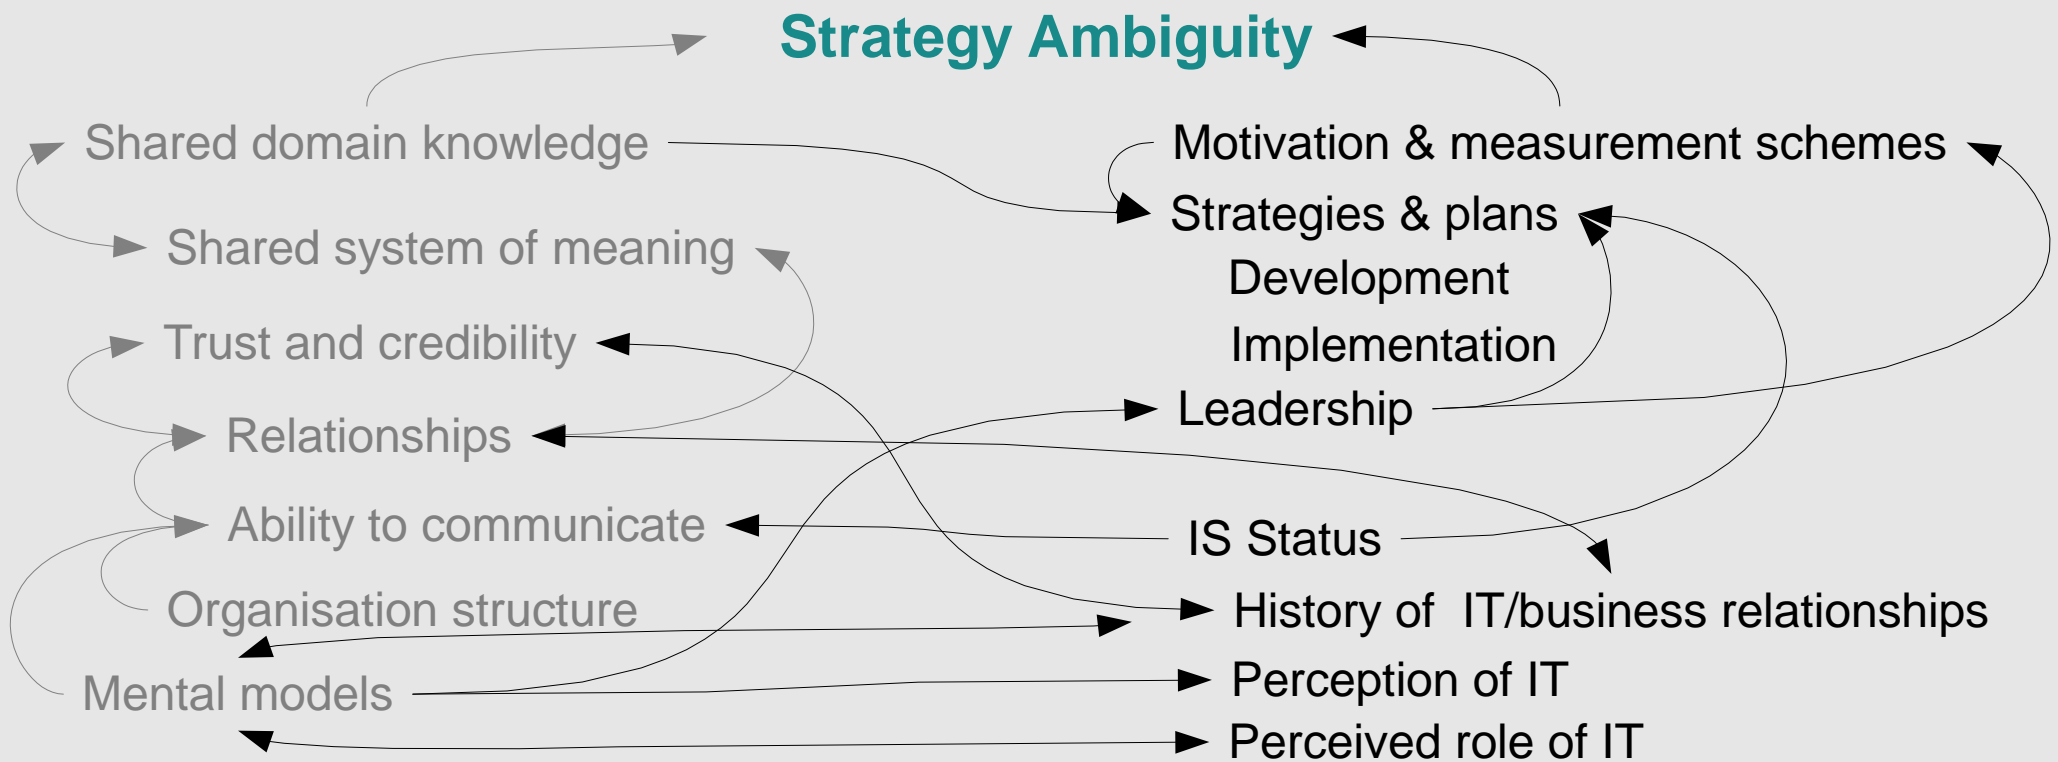 Strategy Ambiguity
Shared domain knowledge
Shared system of meaning
Trust and credibility
Relationships
Ability to communicate
Organisation structure
Mental models
Motivation & measurement schemes
Strategies & plans
Development
Implementation
Leadership
IS Status
History of  IT/business relationships
Perception of IT
Perceived role of IT